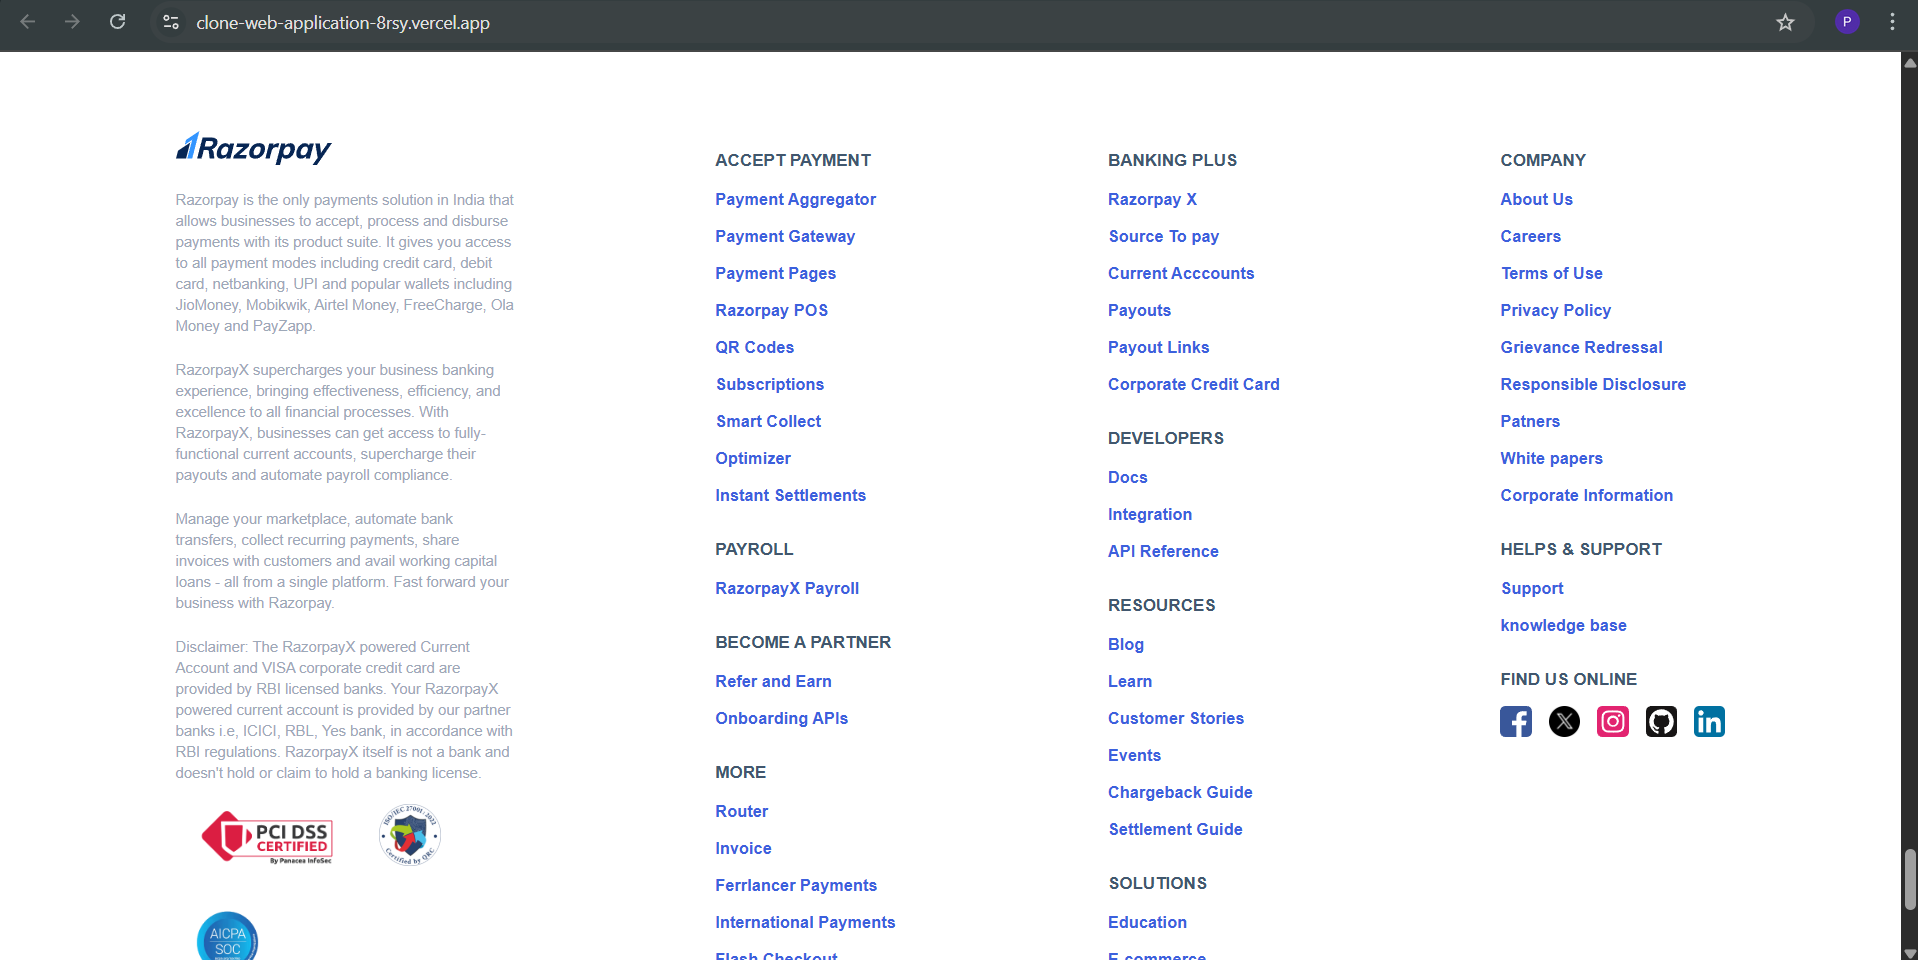 clone-web-application-8rsy.vercel.app
P
Razorpay
Razorpay is the only payments solution in India that
allows businesses to accept, process and disburse
payments with its product suite. It gives you access
to all payment modes including credit card, debit
card, netbanking, UPI and popular wallets including
JioMoney, Mobikwik, Airtel Money, FreeCharge, Ola
Money and PayZapp.
RazorpayX supercharges your business banking
experience, bringing effectiveness, efficiency, and
excellence to all financial processes. With
RazorpayX, businesses can get access to fully-
functional current accounts, supercharge their
payouts and automate payroll compliance.
Manage your marketplace, automate bank
transfers, collect recurring payments, share
invoices with customers and avail working capital
loans - all from a single platform. Fast forward your
business with Razorpay.
Disclaimer: The RazorpayX powered Current
Account and VISA corporate credit card are
provided by RBI licensed banks. Your RazorpayX
powered current account is provided by our partner
banks i.e, ICICI, RBL, Yes bank, in accordance with
RBI regulations. RazorpayX itself is not a bank and
doesn't hold or claim to hold a banking license.
PCI DSS
CERTIFIED
By Panacea InfoSec
ISO/IEC 27001:2022
Certified by QRC
AICPA
SOC
ACCEPT PAYMENT
Payment Aggregator
Payment Gateway
Payment Pages
Razorpay POS
QR Codes
Subscriptions
Smart Collect
Optimizer
Instant Settlements
PAYROLL
RazorpayX Payroll
BECOME A PARTNER
Refer and Earn
Onboarding APIs
MORE
Router
Invoice
Ferrlancer Payments
International Payments
Flash Checkout
BANKING PLUS
Razorpay X
Source To pay
Current Acccounts
Payouts
Payout Links
Corporate Credit Card
DEVELOPERS
Docs
Integration
API Reference
RESOURCES
Blog
Learn
Customer Stories
Events
Chargeback Guide
Settlement Guide
SOLUTIONS
Education
E-commerce
COMPANY
About Us
Careers
Terms of Use
Privacy Policy
Grievance Redressal
Responsible Disclosure
Patners
White papers
Corporate Information
HELPS & SUPPORT
Support
knowledge base
FIND US ONLINE